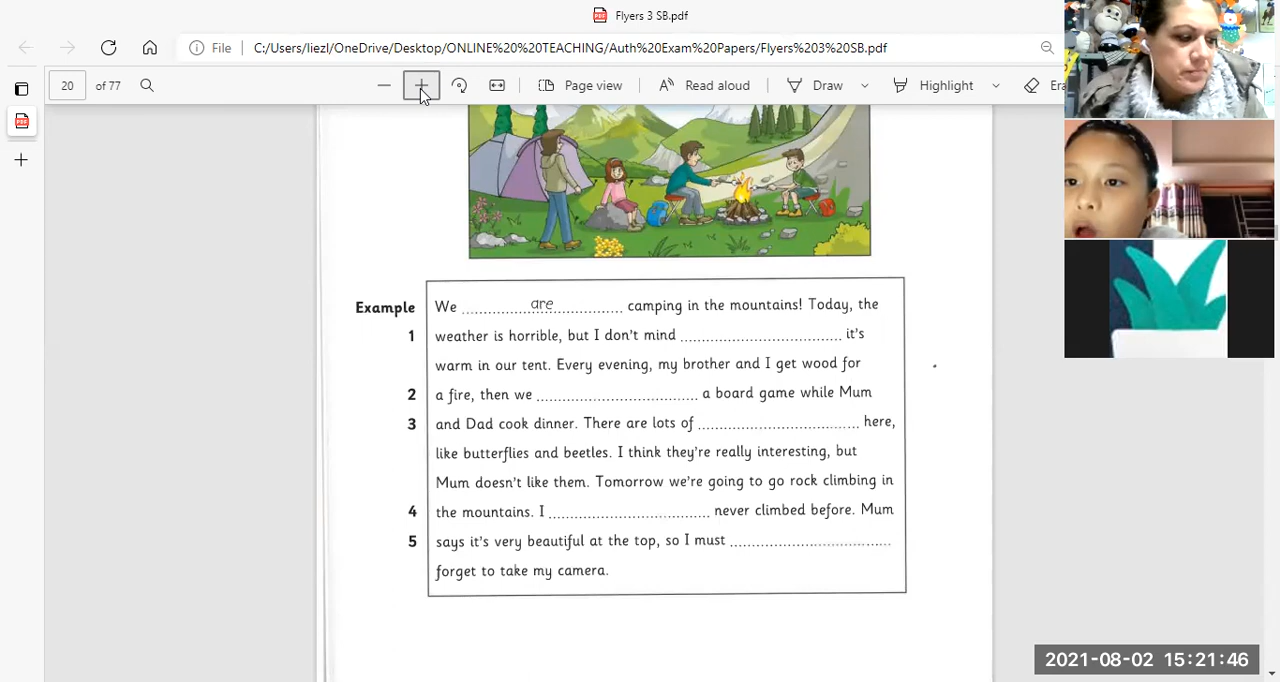 Flyers 3 SB.pdf
File C:/Users/liezl/OneDrive/Desktop/ONLINE%20%20TEACHING/Auth%20Exam%20Papers/Flyers%203%20SB.pdf
20 of 77 Page view Read aloud Draw Highlight Era
Example We ........are........ camping in the mountains! Today, the
1 weather is horrible, but I don't mind ................ it's
warm in our tent. Every evening, my brother and I get wood for
2 a fire, then we ................ a board game while Mum
3 and Dad cook dinner. There are lots of ................ here,
like butterflies and beetles. I think they're really interesting, but
Mum doesn't like them. Tomorrow we're going to go rock climbing in
4 the mountains. I ................ never climbed before. Mum
5 says it's very beautiful at the top, so I must ................
forget to take my camera.
2021-08-02 15:21:46